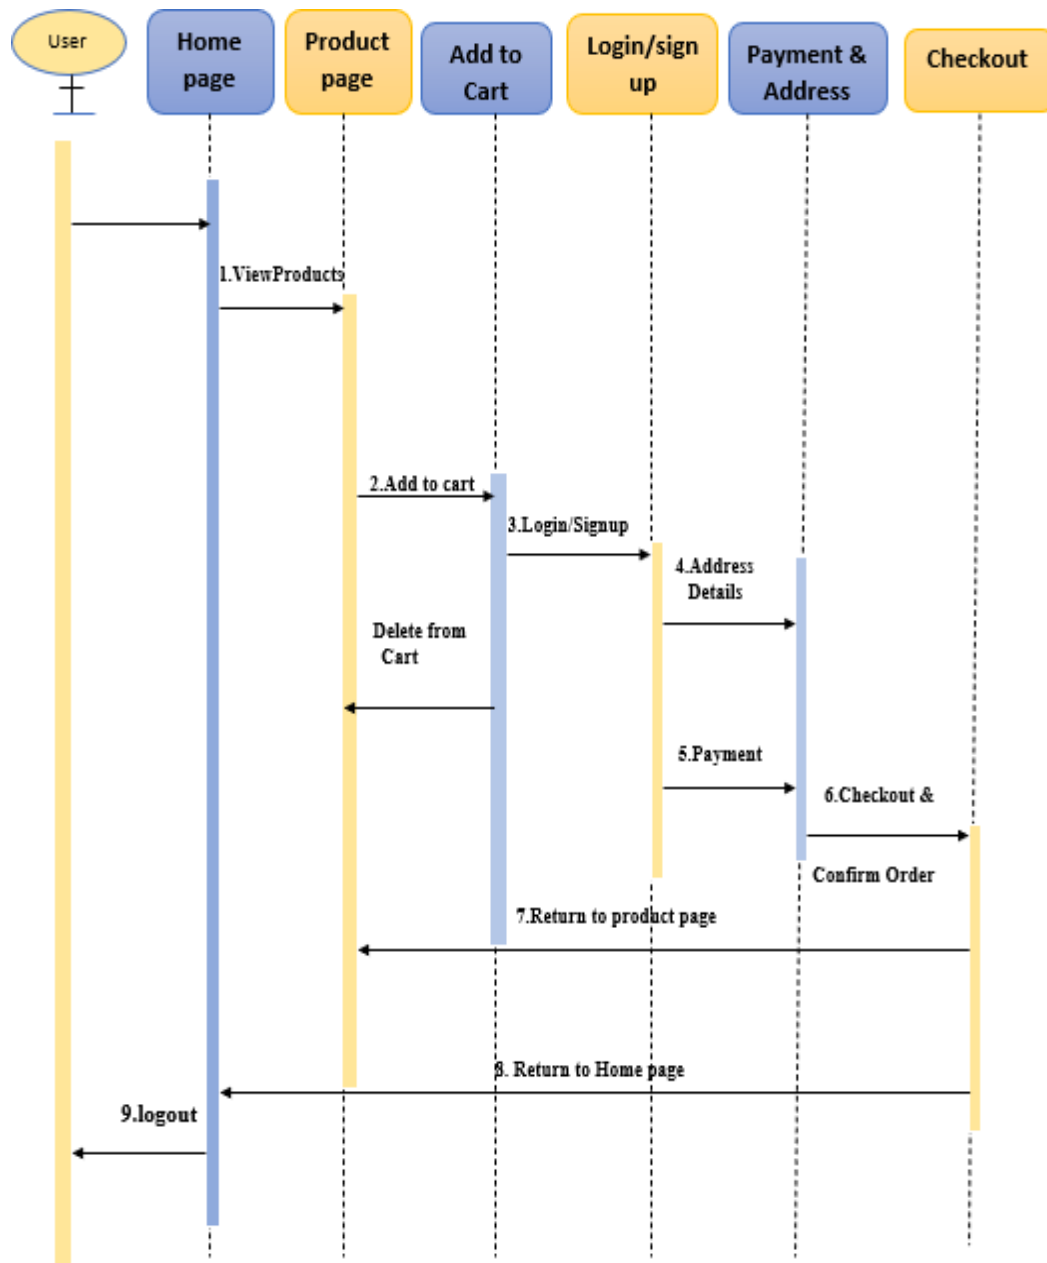 User
Home
page
Product
page
Add to
Cart
Login/sign
up
Payment &
Address
Checkout
1.ViewProducts
2.Add to cart
3.Login/Signup
4.Address
Details
Delete from
Cart
5.Payment
6.Checkout &
Confirm Order
7.Return to product page
8. Return to Home page
9.logout